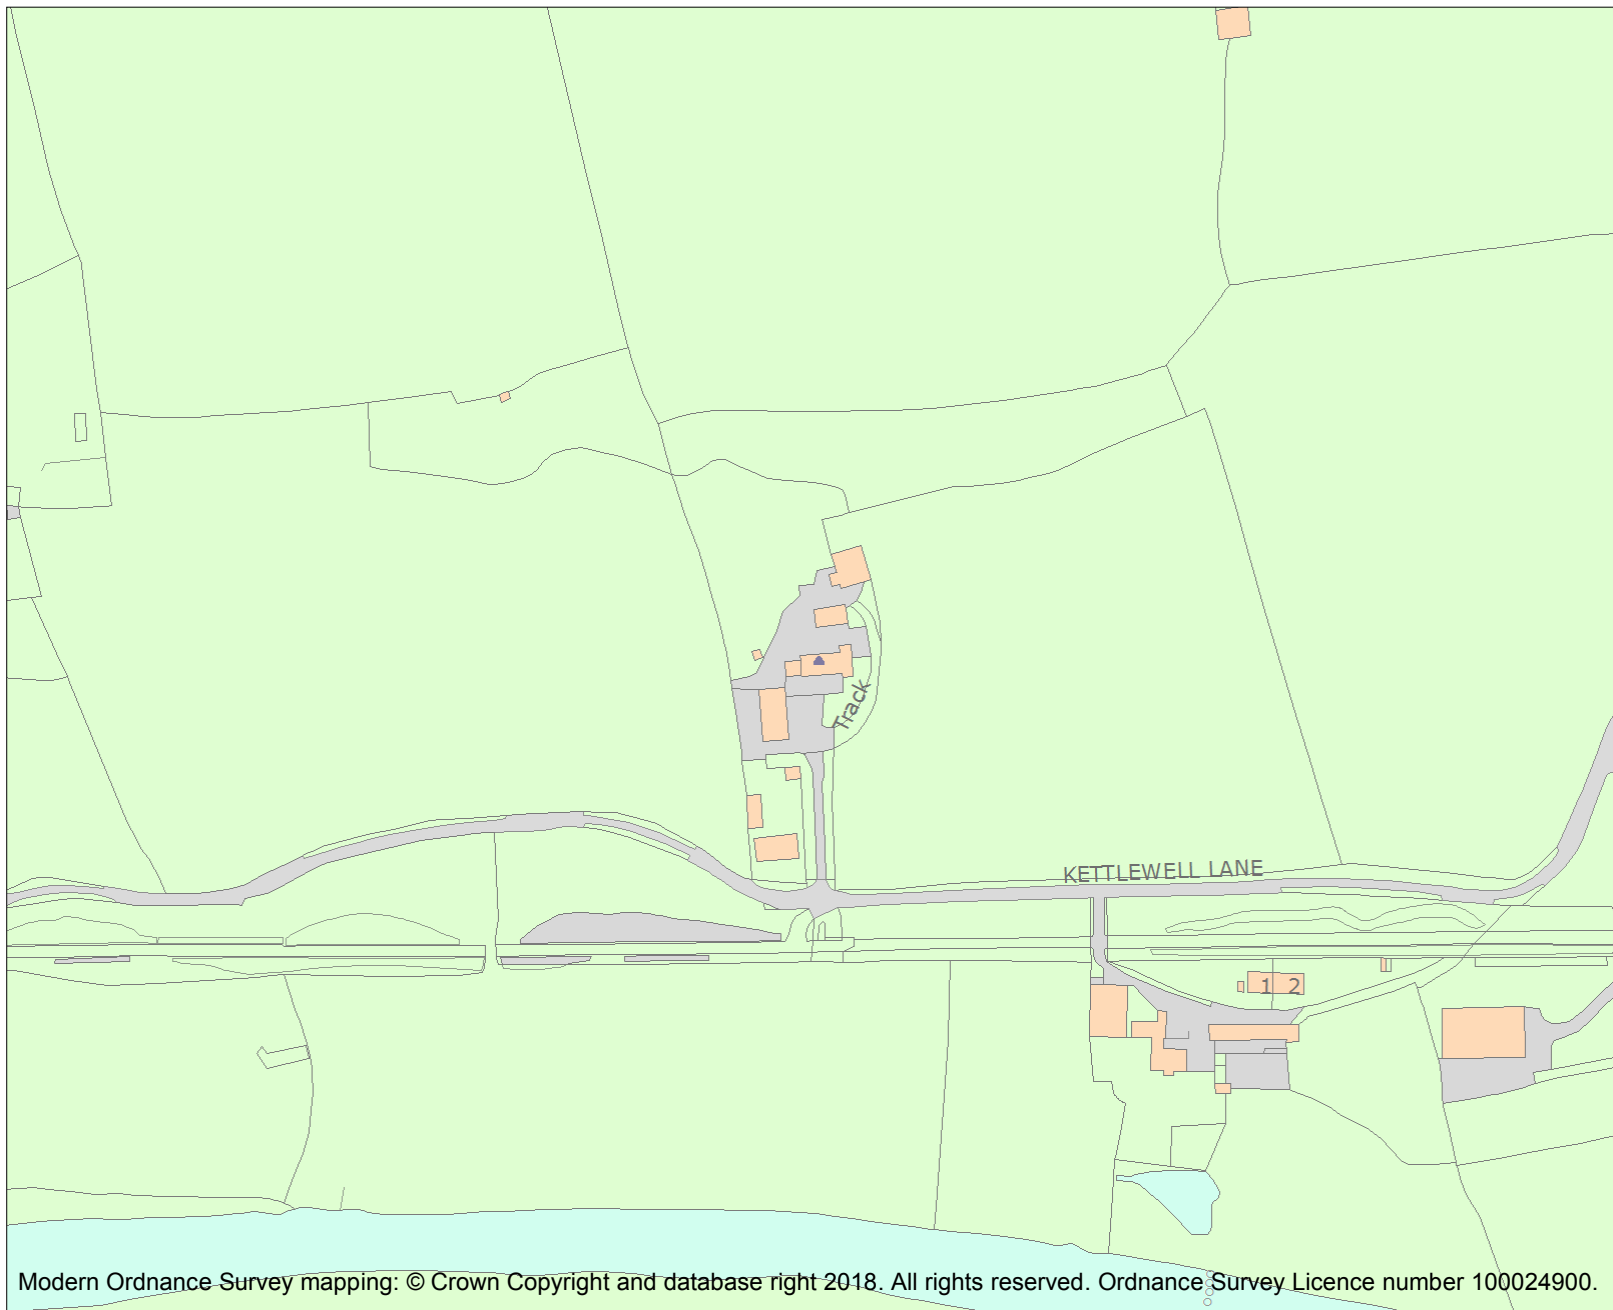 Track
KETTLEWELL LANE
1 2
Modern Ordnance Survey mapping: © Crown Copyright and database right 2018. All rights reserved. Ordnance Survey Licence number 100024900.